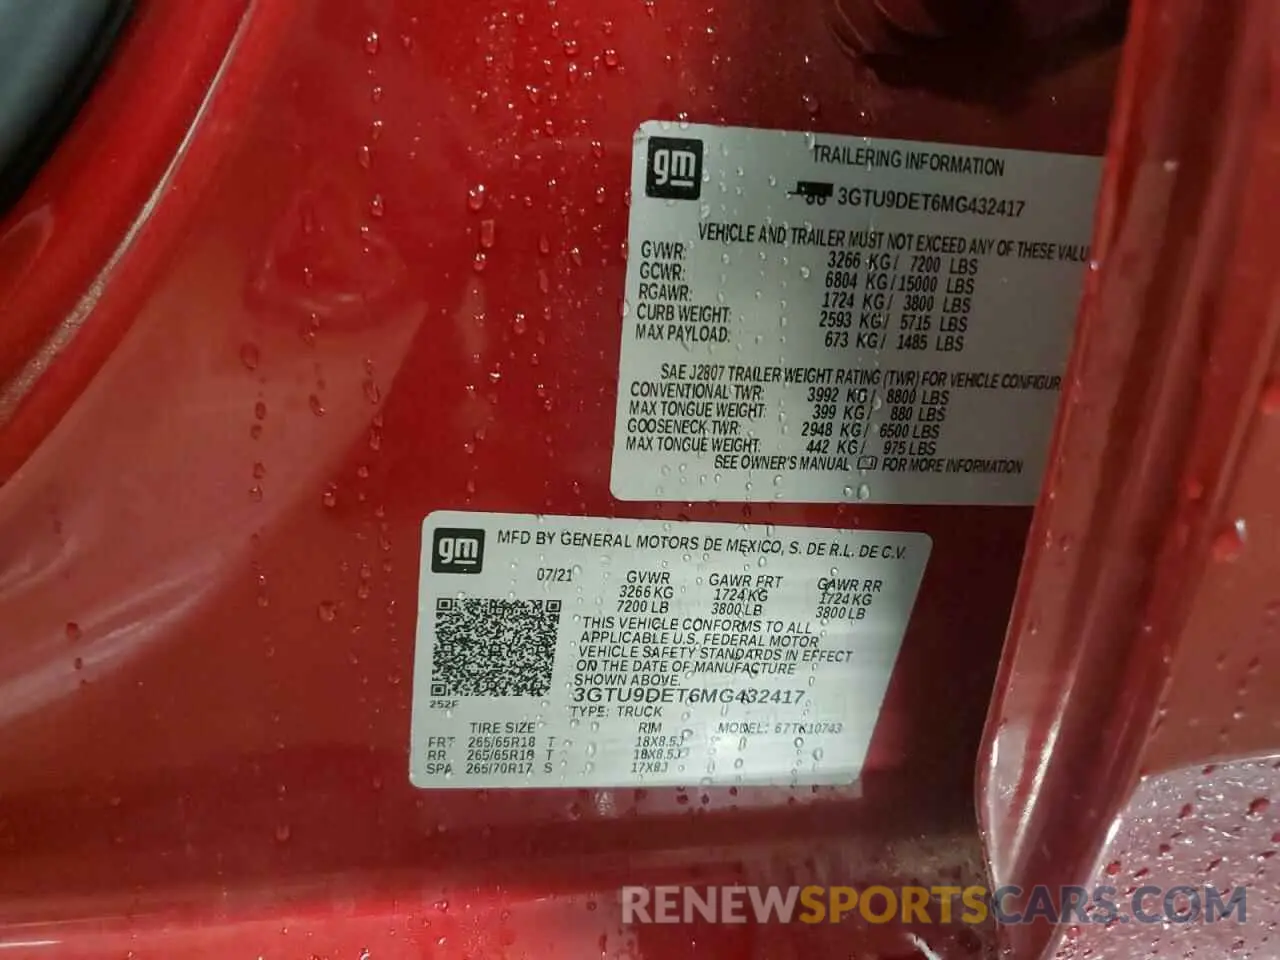 gm
TRAILERING INFORMATION
3GTU9DET6MG432417
VEHICLE AND TRAILER MUST NOT EXCEED ANY OF THESE VALU
GVWR: 3266 KG/ 7200 LBS
GCWR: 6804 KG/15000 LBS
RGAWR: 1724 KG/ 3800 LBS
CURB WEIGHT: 2593 KG/ 5715 LBS
MAX PAYLOAD: 673 KG/ 1485 LBS
SAE J2807 TRAILER WEIGHT RATING (TWR) FOR VEHICLE CONFIGUR
CONVENTIONAL TWR: 3992 KG/ 8800 LBS
MAX TONGUE WEIGHT: 399 KG/ 880 LBS
GOOSENECK TWR: 2948 KG/ 6500 LBS
MAX TONGUE WEIGHT: 442 KG/ 975 LBS
SEE OWNER'S MANUAL FOR MORE INFORMATION
gm
MFD BY GENERAL MOTORS DE MEXICO, S. DE R.L. DE C.V.
07/21 GVWR GAWR FRT GAWR RR
3266 KG 1724 KG 1724 KG
7200 LB 3800 LB 3800 LB
THIS VEHICLE CONFORMS TO ALL
APPLICABLE U.S. FEDERAL MOTOR
VEHICLE SAFETY STANDARDS IN EFFECT
ON THE DATE OF MANUFACTURE
SHOWN ABOVE.
3GTU9DET6MG432417
252F
TYPE: TRUCK
TIRE SIZE RIM MODEL: 67TK10743
FRT 265/65R18 T 18X8.5J
RR 265/65R18 T 18X8.5J
SPA 265/70R17 S 17X8J
RENEWSPORTSCARS.COM